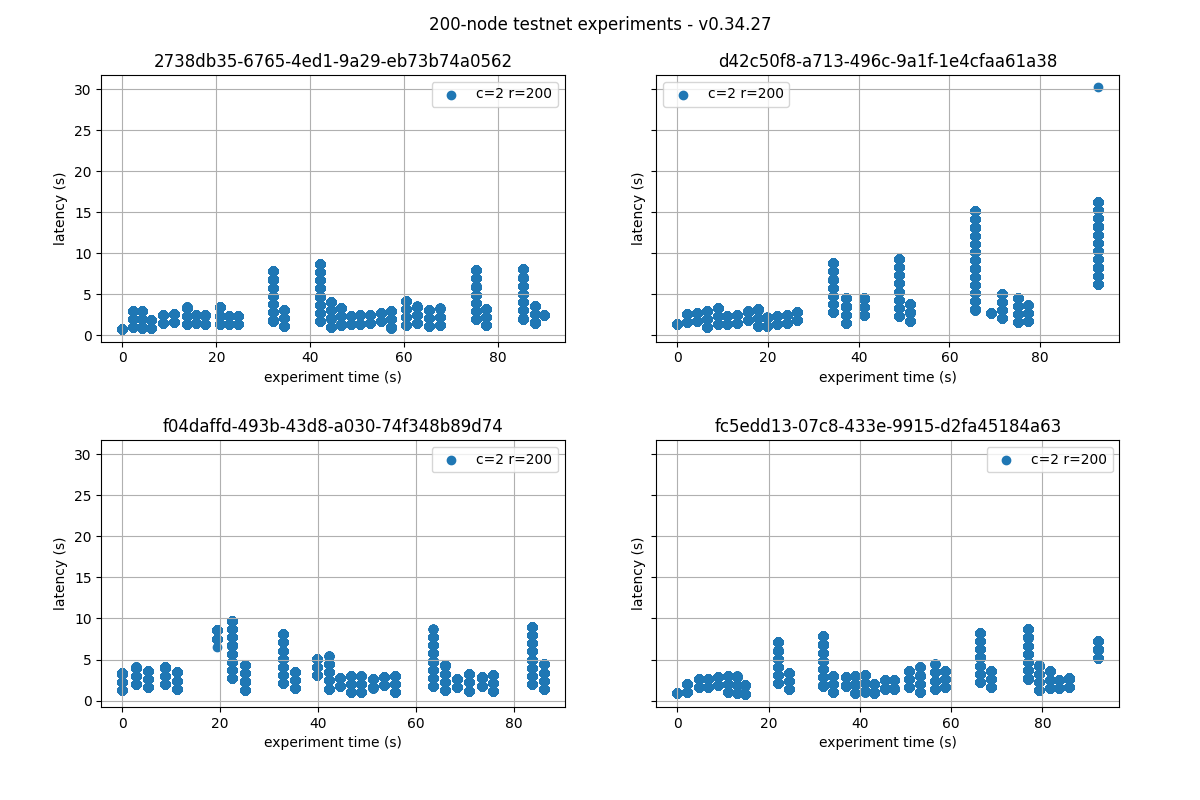 200-node testnet experiments - v0.34.27
2738db35-6765-4ed1-9a29-eb73b74a0562
c=2 r=200
30
25
20
15
10
5
0
latency (s)
0 20 40 60 80
experiment time (s)
d42c50f8-a713-496c-9a1f-1e4cfaa61a38
c=2 r=200
latency (s)
0 20 40 60 80
experiment time (s)
f04daffd-493b-43d8-a030-74f348b89d74
c=2 r=200
30
25
20
15
10
5
0
latency (s)
0 20 40 60 80
experiment time (s)
fc5edd13-07c8-433e-9915-d2fa45184a63
c=2 r=200
latency (s)
0 20 40 60 80
experiment time (s)